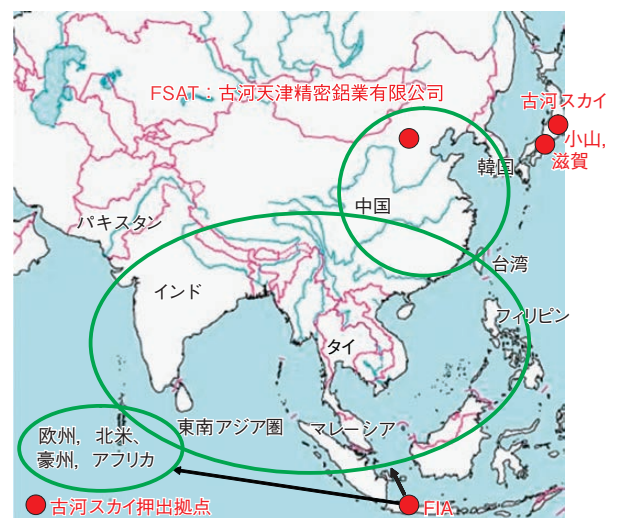 FSAT：古河天津精密鋁業有限公司
古河スカイ
小山，
滋賀
韓国
中国
パキスタン
台湾
インド
フィリピン
タイ
東南アジア圏
マレーシア
欧州，北米、
豪州，アフリカ
古河スカイ押出拠点
FIA